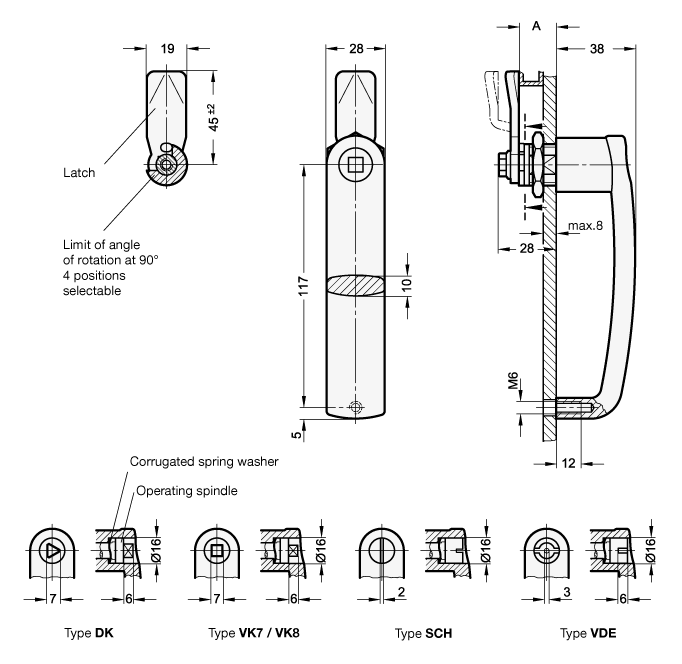 19
28
A
38
45 ±2
Latch
Limit of angle
of rotation at 90°
4 positions
selectable
117
10
5
28
max.8
M6
12
Corrugated spring washer
Operating spindle
Ø16
7
6
Type DK
Ø16
7
6
Type VK7 / VK8
Ø16
2
Type SCH
Ø16
3
6
Type VDE